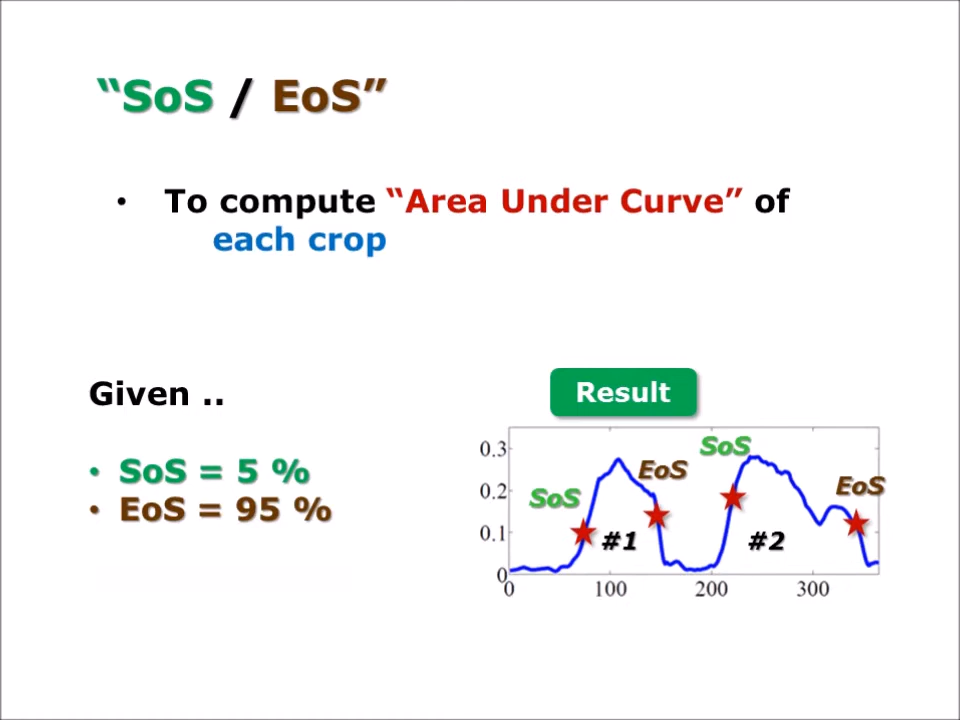 “SoS / EoS”
• To compute “Area Under Curve” of
each crop
Given ..
• SoS = 5 %
• EoS = 95 %
Result
0.3
0.2
0.1
0
0 100 200 300
SoS
EoS
SoS
EoS
#1
#2